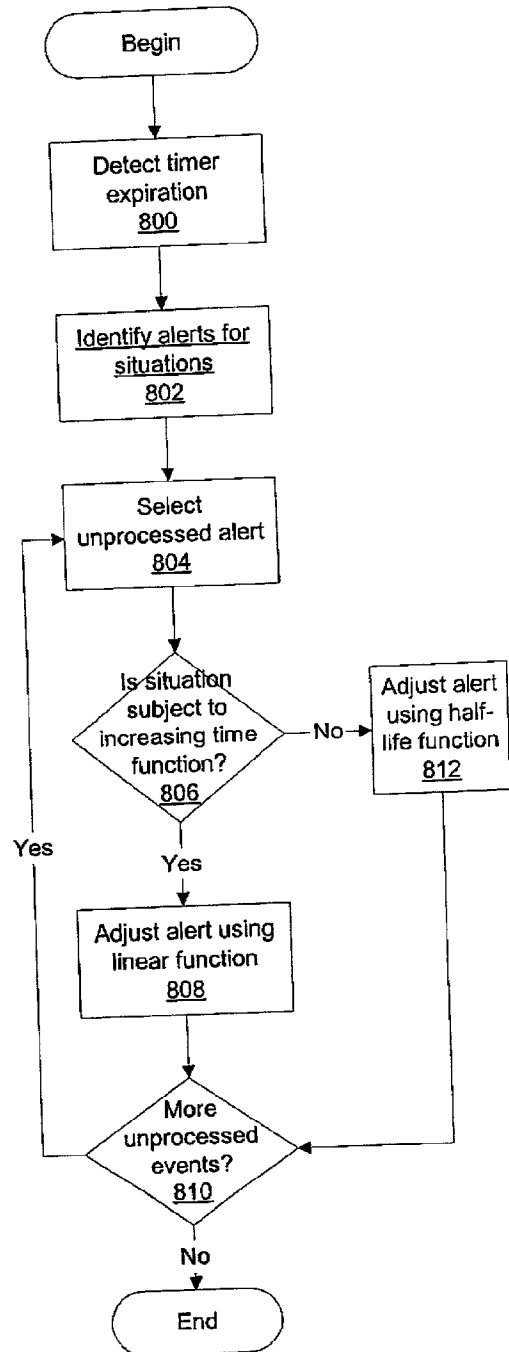 Begin
Detect timer
expiration
800
Identify alerts for
situations
802
Select
unprocessed alert
804
Is situation
subject to
increasing time
function?
806
No
Adjust alert
using half-
life function
812
Yes
Yes
Adjust alert using
linear function
808
More
unprocessed
events?
810
No
End